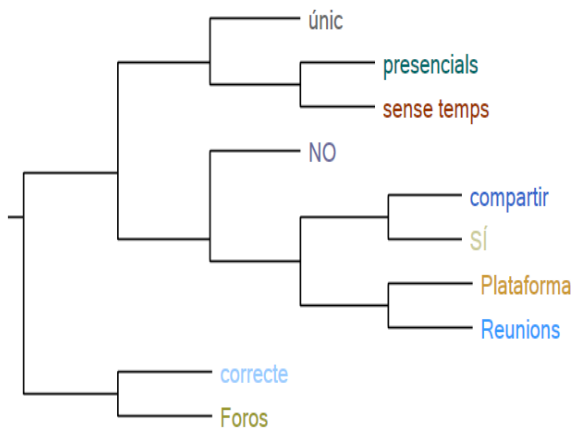 únic
presencials
sense temps
NO
compartir
SÍ
Plataforma
Reunions
correcte
Foros